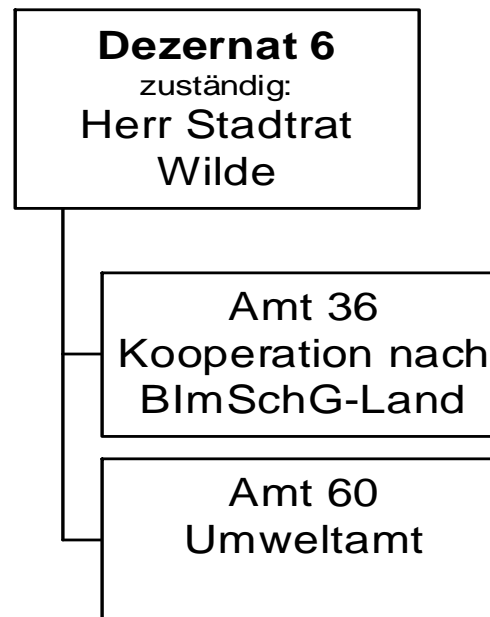 Dezernat 6
zuständig:
Herr Stadtrat
Wilde
Amt 36
Kooperation nach
BImSchG-Land
Amt 60
Umweltamt